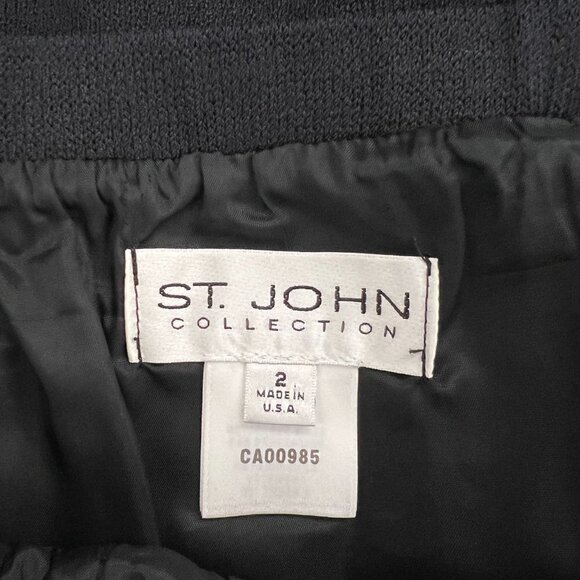 ST. JOHN
COLLECTION
2
MADE IN
U.S.A.
CA00985